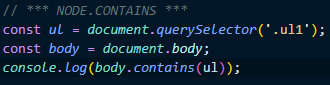 // *** NODE.CONTAINS ***
const ul = document.querySelector('.ul1');
const body = document.body;
console.log(body.contains(ul));